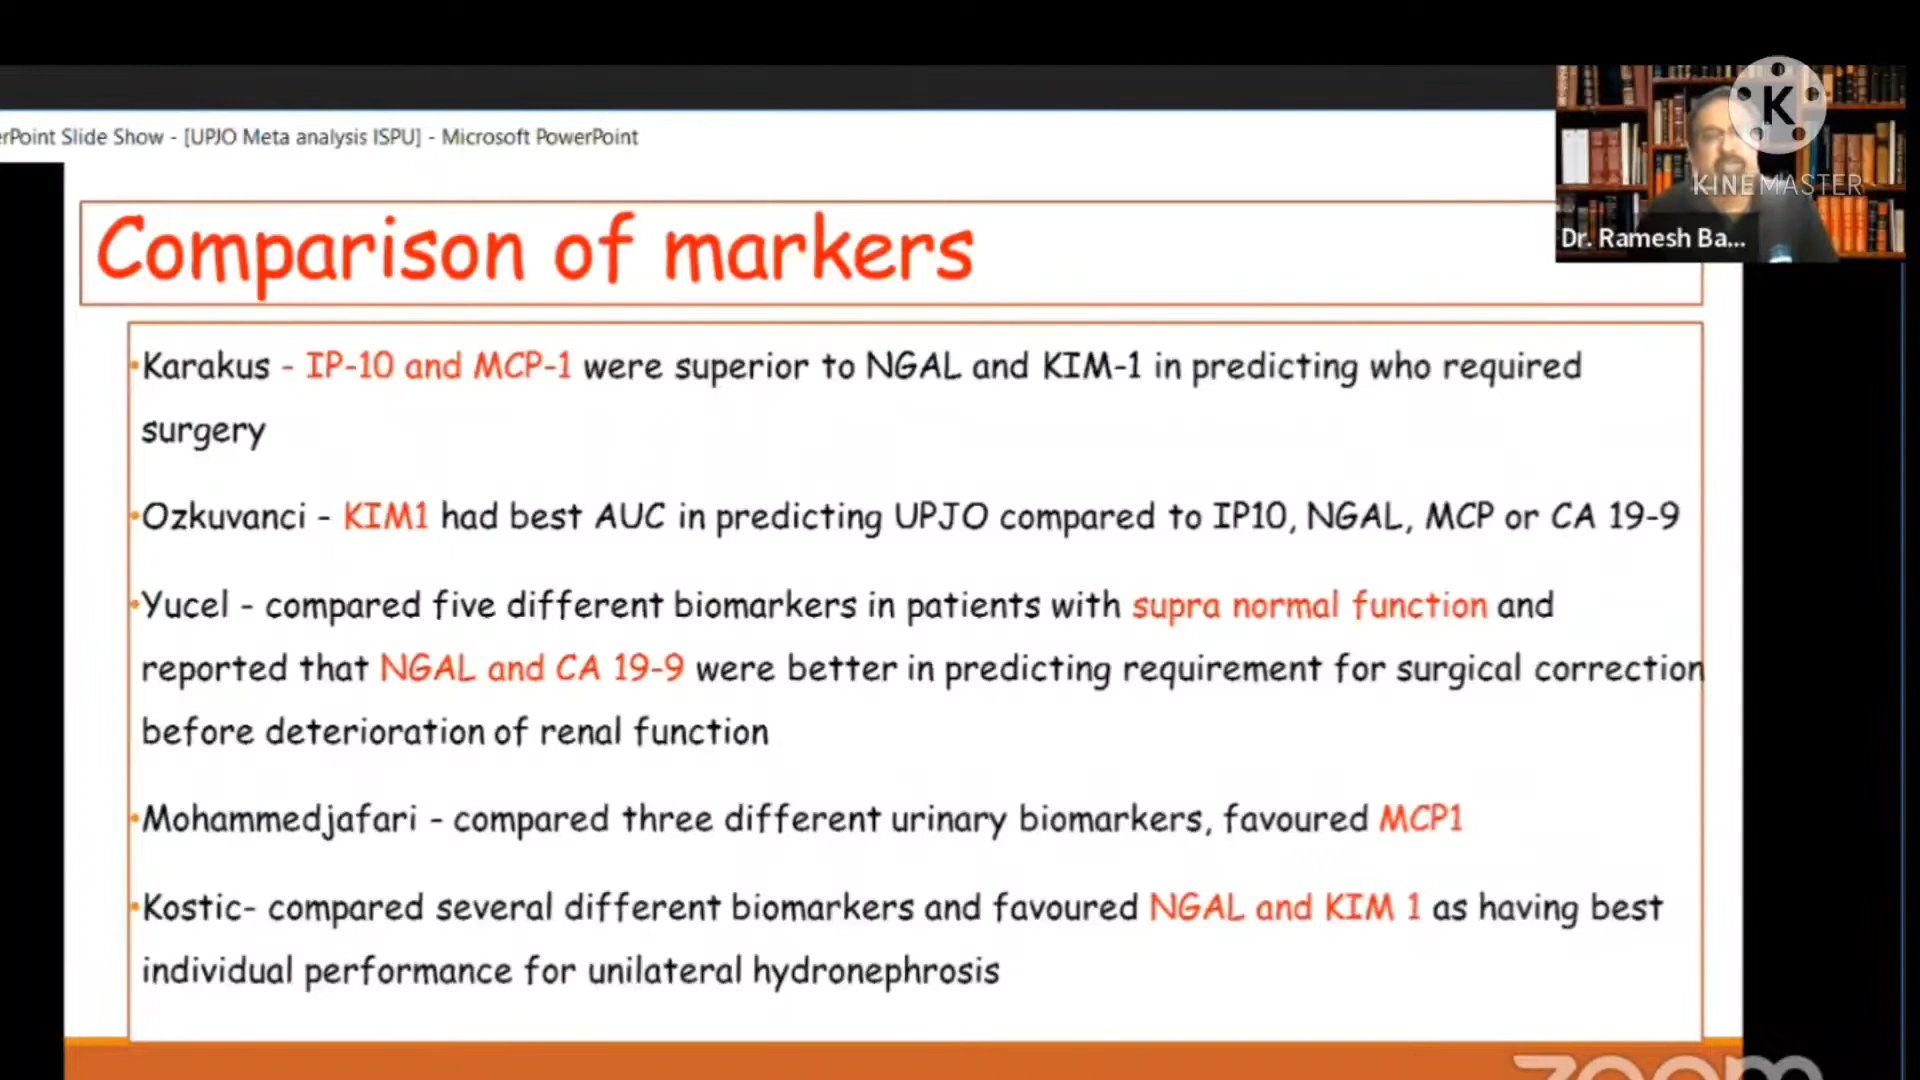 erPoint Slide Show - [UPJO Meta analysis ISPU] - Microsoft PowerPoint
K
KINEMASTER
Dr. Ramesh Ba...
Comparison of markers
•Karakus - IP-10 and MCP-1 were superior to NGAL and KIM-1 in predicting who required
surgery
•Ozkuvanci - KIM1 had best AUC in predicting UPJO compared to IP10, NGAL, MCP or CA 19-9
•Yucel - compared five different biomarkers in patients with supra normal function and
reported that NGAL and CA 19-9 were better in predicting requirement for surgical correction
before deterioration of renal function
•Mohammedjafari - compared three different urinary biomarkers, favoured MCP1
•Kostic- compared several different biomarkers and favoured NGAL and KIM 1 as having best
individual performance for unilateral hydronephrosis
zoom